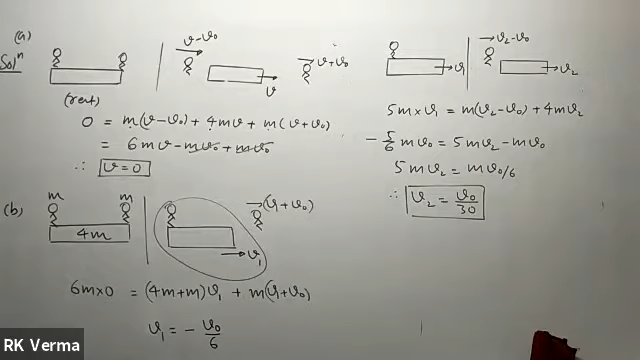 (a)
Solⁿ
(rest)
v-v₀
v
v+v₀
0 = m(v-v₀) + 4mv + m(v+v₀)
= 6mv - mv₀ + mv₀
∴ v=0
(b)
m
m
4m
(v₁+v₀)
v₁
6m×0 = (4m+m)v₁ + m(v₁+v₀)
v₁ = - v₀/6
v₁
v₂-v₀
v₂
5m×v₁ = m(v₂-v₀) + 4mv₂
- 5/6 mv₀ = 5mv₂ - mv₀
5mv₂ = mv₀/6
∴ v₂ = v₀/30
RK Verma